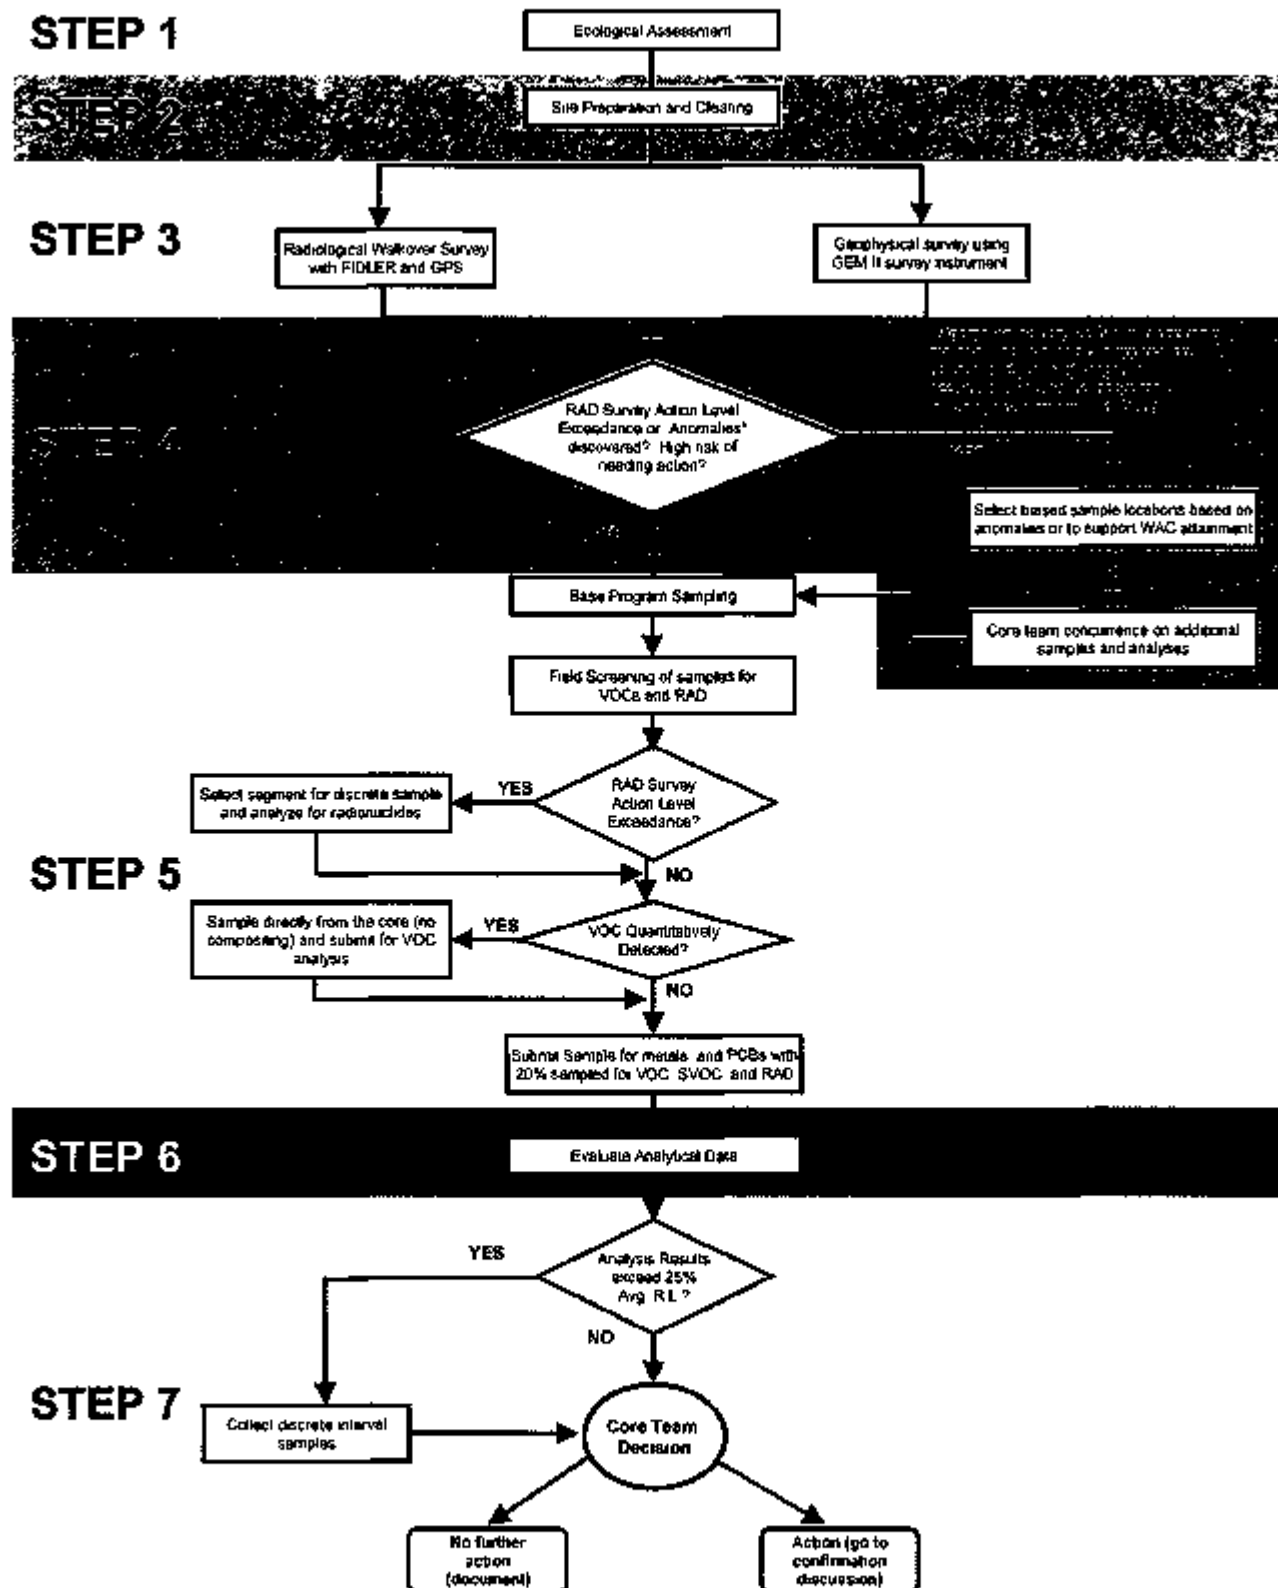 STEP 1
Ecological Assessment
STEP 2
Site Preparation and Clearing
STEP 3
Radiological Walkover Survey
with FIDLER and GPS
Geophysical survey using
GEM II survey instrument
STEP 4
RAD Survey Action Level
Exceedance or Anomalies*
discovered? High risk of
needing action?
Select biased sample locations based on
anomalies or to support WAC attainment
Base Program Sampling
Core team concurrence on additional
samples and analyses
Field Screening of samples for
VOCs and RAD
STEP 5
RAD Survey
Action Level
Exceedance?
YES
Select segment for discrete sample
and analyze for radionuclides
NO
VOC Quantitatively
Detected?
YES
Sample directly from the core (no
compositing) and submit for VOC
analysis
NO
Submit Sample for metals and PCBs with
20% sampled for VOC SVOC and RAD
STEP 6
Evaluate Analytical Data
STEP 7
Analysis Results
exceed 25%
Avg R.L.?
YES
NO
Collect discrete interval
samples
Core Team
Decision
No further
action
(document)
Action (go to
confirmation
discussion)